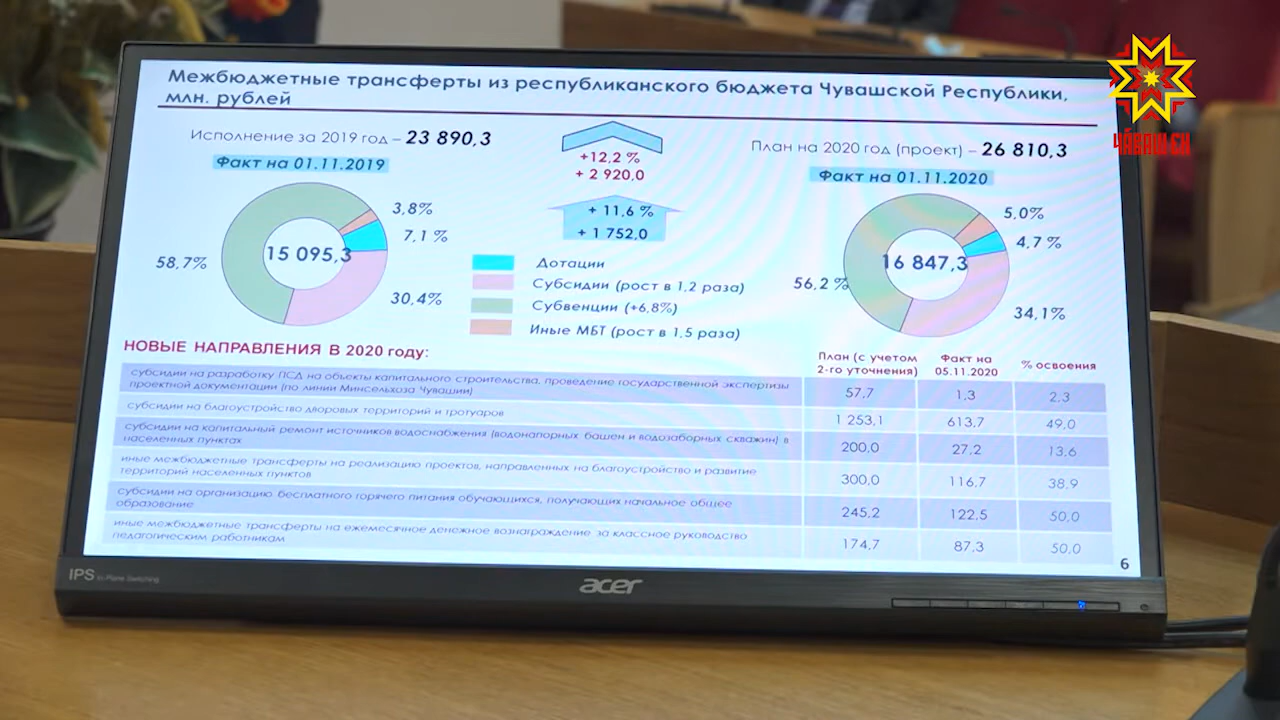 Межбюджетные трансферты из республиканского бюджета Чувашской Республики,
млн. рублей
Исполнение за 2019 год – 23 890,3
Факт на 01.11.2019
3,8%
7,1 %
15 095,3
58,7%
30,4%
+12,2 %
+ 2 920,0
+ 11,6 %
+ 1 752,0
План на 2020 год (проект) – 26 810,3
Факт на 01.11.2020
5,0%
4,7 %
16 847,3
56,2 %
34,1%
Дотации
Субсидии (рост в 1,2 раза)
Субвенции (+6,8%)
Иные МБТ (рост в 1,5 раза)
НОВЫЕ НАПРАВЛЕНИЯ В 2020 году:
План (с учетом
2-го уточнения)
Факт на
05.11.2020
% освоения
субсидии на разработку ПСД на объекты капитального строительства, проведение государственной экспертизы
проектной документации (по линии Минсельхоза Чувашии)
57,7
1,3
2,3
субсидии на благоустройство дворовых территорий и тротуаров
1 253,1
613,7
49,0
субсидии на капитальный ремонт источников водоснабжения (водонапорных башен и водозаборных скважин) в
населенных пунктах
200,0
27,2
13,6
иные межбюджетные трансферты на реализацию проектов, направленных на благоустройство и развитие
территорий населенных пунктов
300,0
116,7
38,9
субсидии на организацию бесплатного горячего питания обучающихся, получающих начальное общее
образование
245,2
122,5
50,0
иные межбюджетные трансферты на ежемесячное денежное вознаграждение за классное руководство
педагогическим работникам
174,7
87,3
50,0
6
IPS In-Plane Switching
acer
ЧӐВАШ ЕН